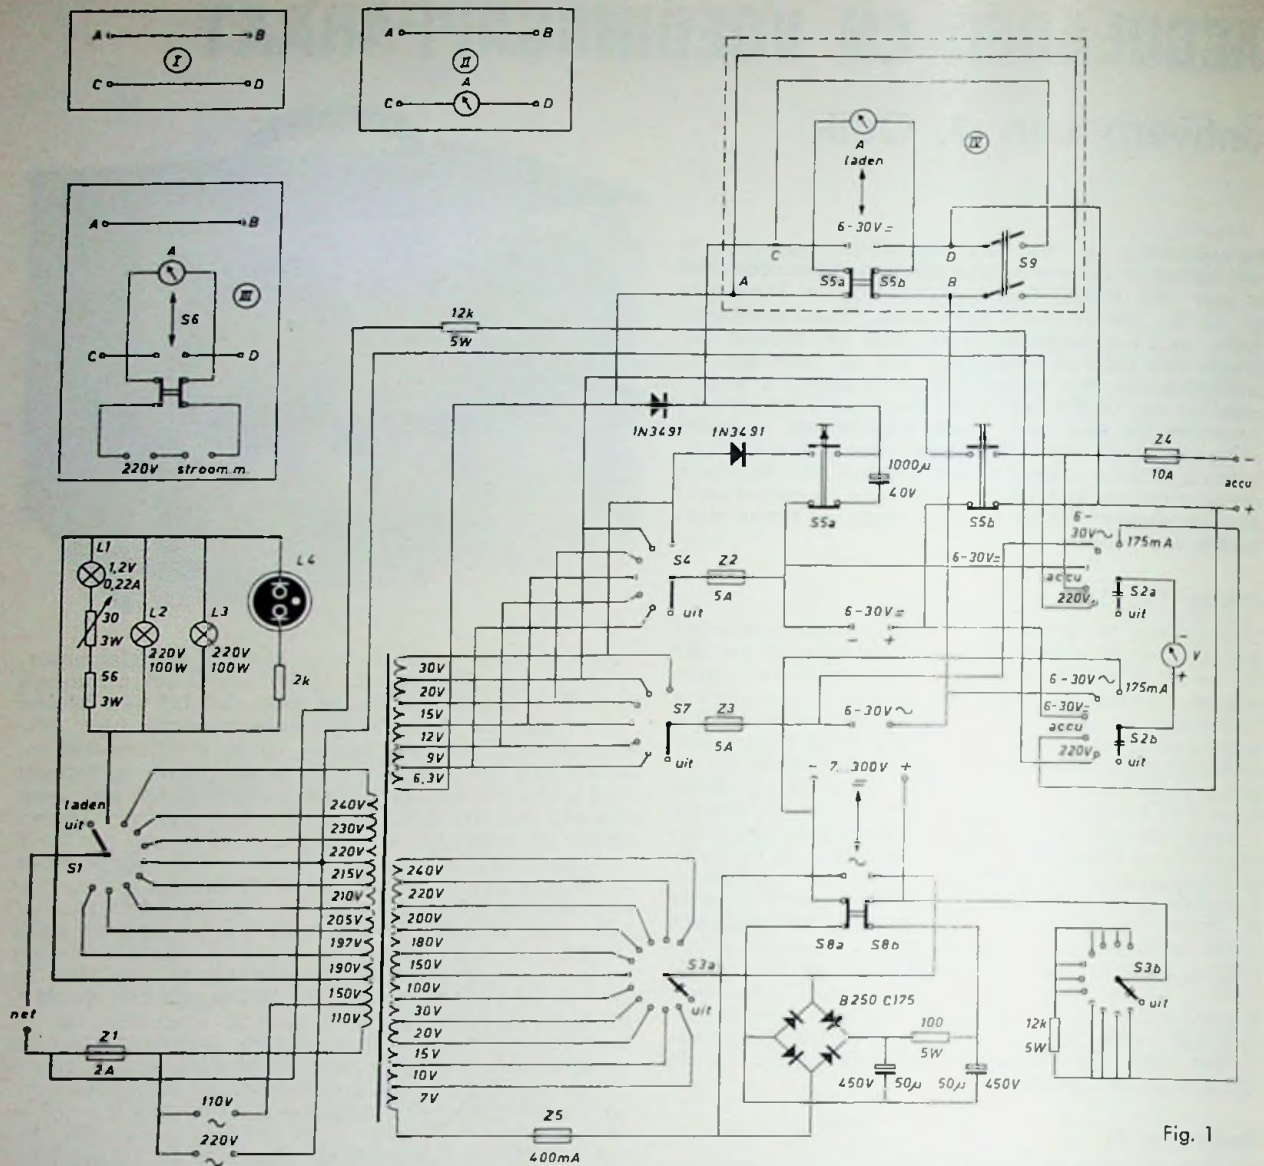 A B
I
C D
A B
II
A
C D
A B
A
III
S6
C D
220V stroom m.
A
laden
IV
6-30V=
C D S9
A S5a S5b B
12k
5W
1N3491 1N3491
1000µ
40V
S5a
S5b
Z4
10A
-
accu
+
6-
30V~ 175mA
6-30V=
accu
220V
S2a
uit
- V
+
6-30V~ 175mA
6-30V=
accu
220V
S2b
uit
S4
Z2
5A
uit
6-30V=
- +
S7
Z3
5A
uit
6-30V~
L1
1,2V
0,22A
30
3W
56
3W
L2
220V
100W
L3
220V
100W
L4
2k
30V
20V
15V
12V
9V
6,3V
laden
uit
S1
240V
230V
220V
215V
210V
205V
197V
190V
150V
110V
net
Z1
2A
110V
~
220V
~
240V
220V
200V
180V
150V
100V
30V
20V
15V
10V
7V
S3a
uit
- 7..300V +
=
~
S8a S8b
B250 C175
100
5W
450V 50µ 50µ 450V
Z5
400mA
S3b
uit
12k
5W
Fig. 1